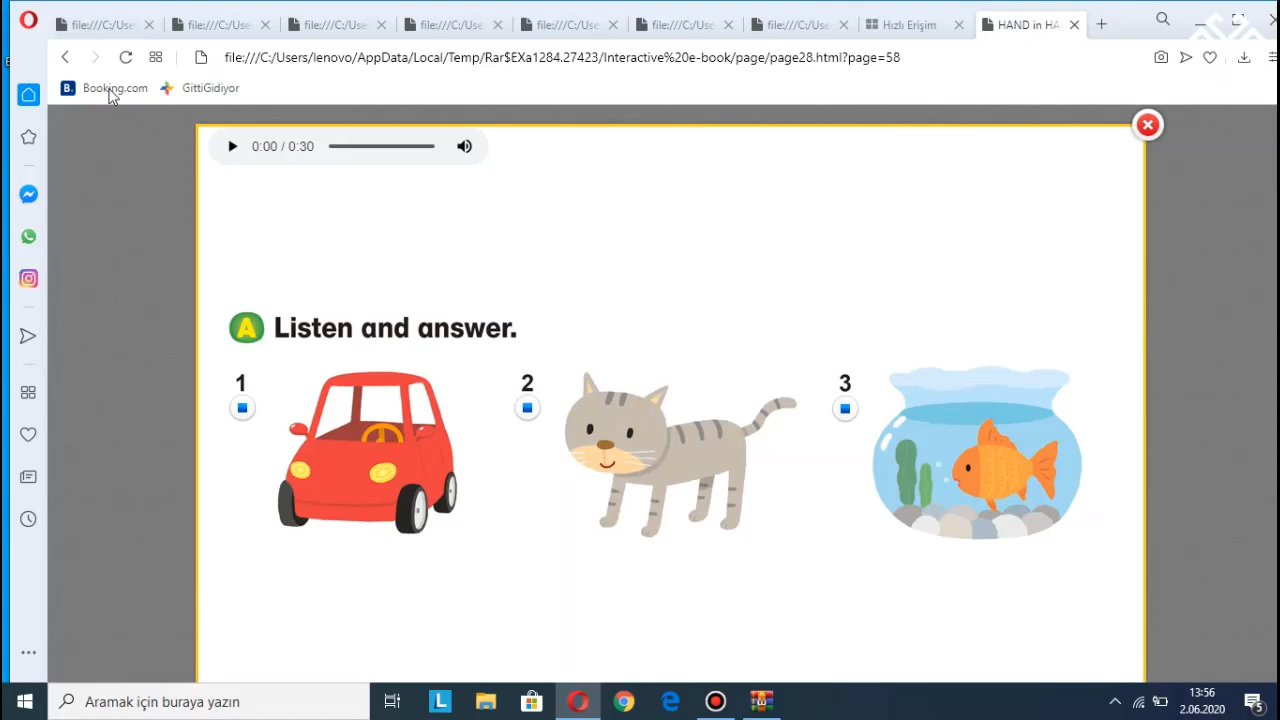 file:///C:/Use
file:///C:/Use
file:///C:/Use
file:///C:/Use
file:///C:/Use
file:///C:/Use
file:///C:/Use
Hızlı Erişim
HAND in HA
file:///C:/Users/lenovo/AppData/Local/Temp/Rar$EXa1284.27423/Interactive%20e-book/page/page28.html?page=58
B. Booking.com
GittiGidiyor
0:00 / 0:30
A Listen and answer.
1
2
3
Aramak için buraya yazın
L
13:56
2.06.2020
5